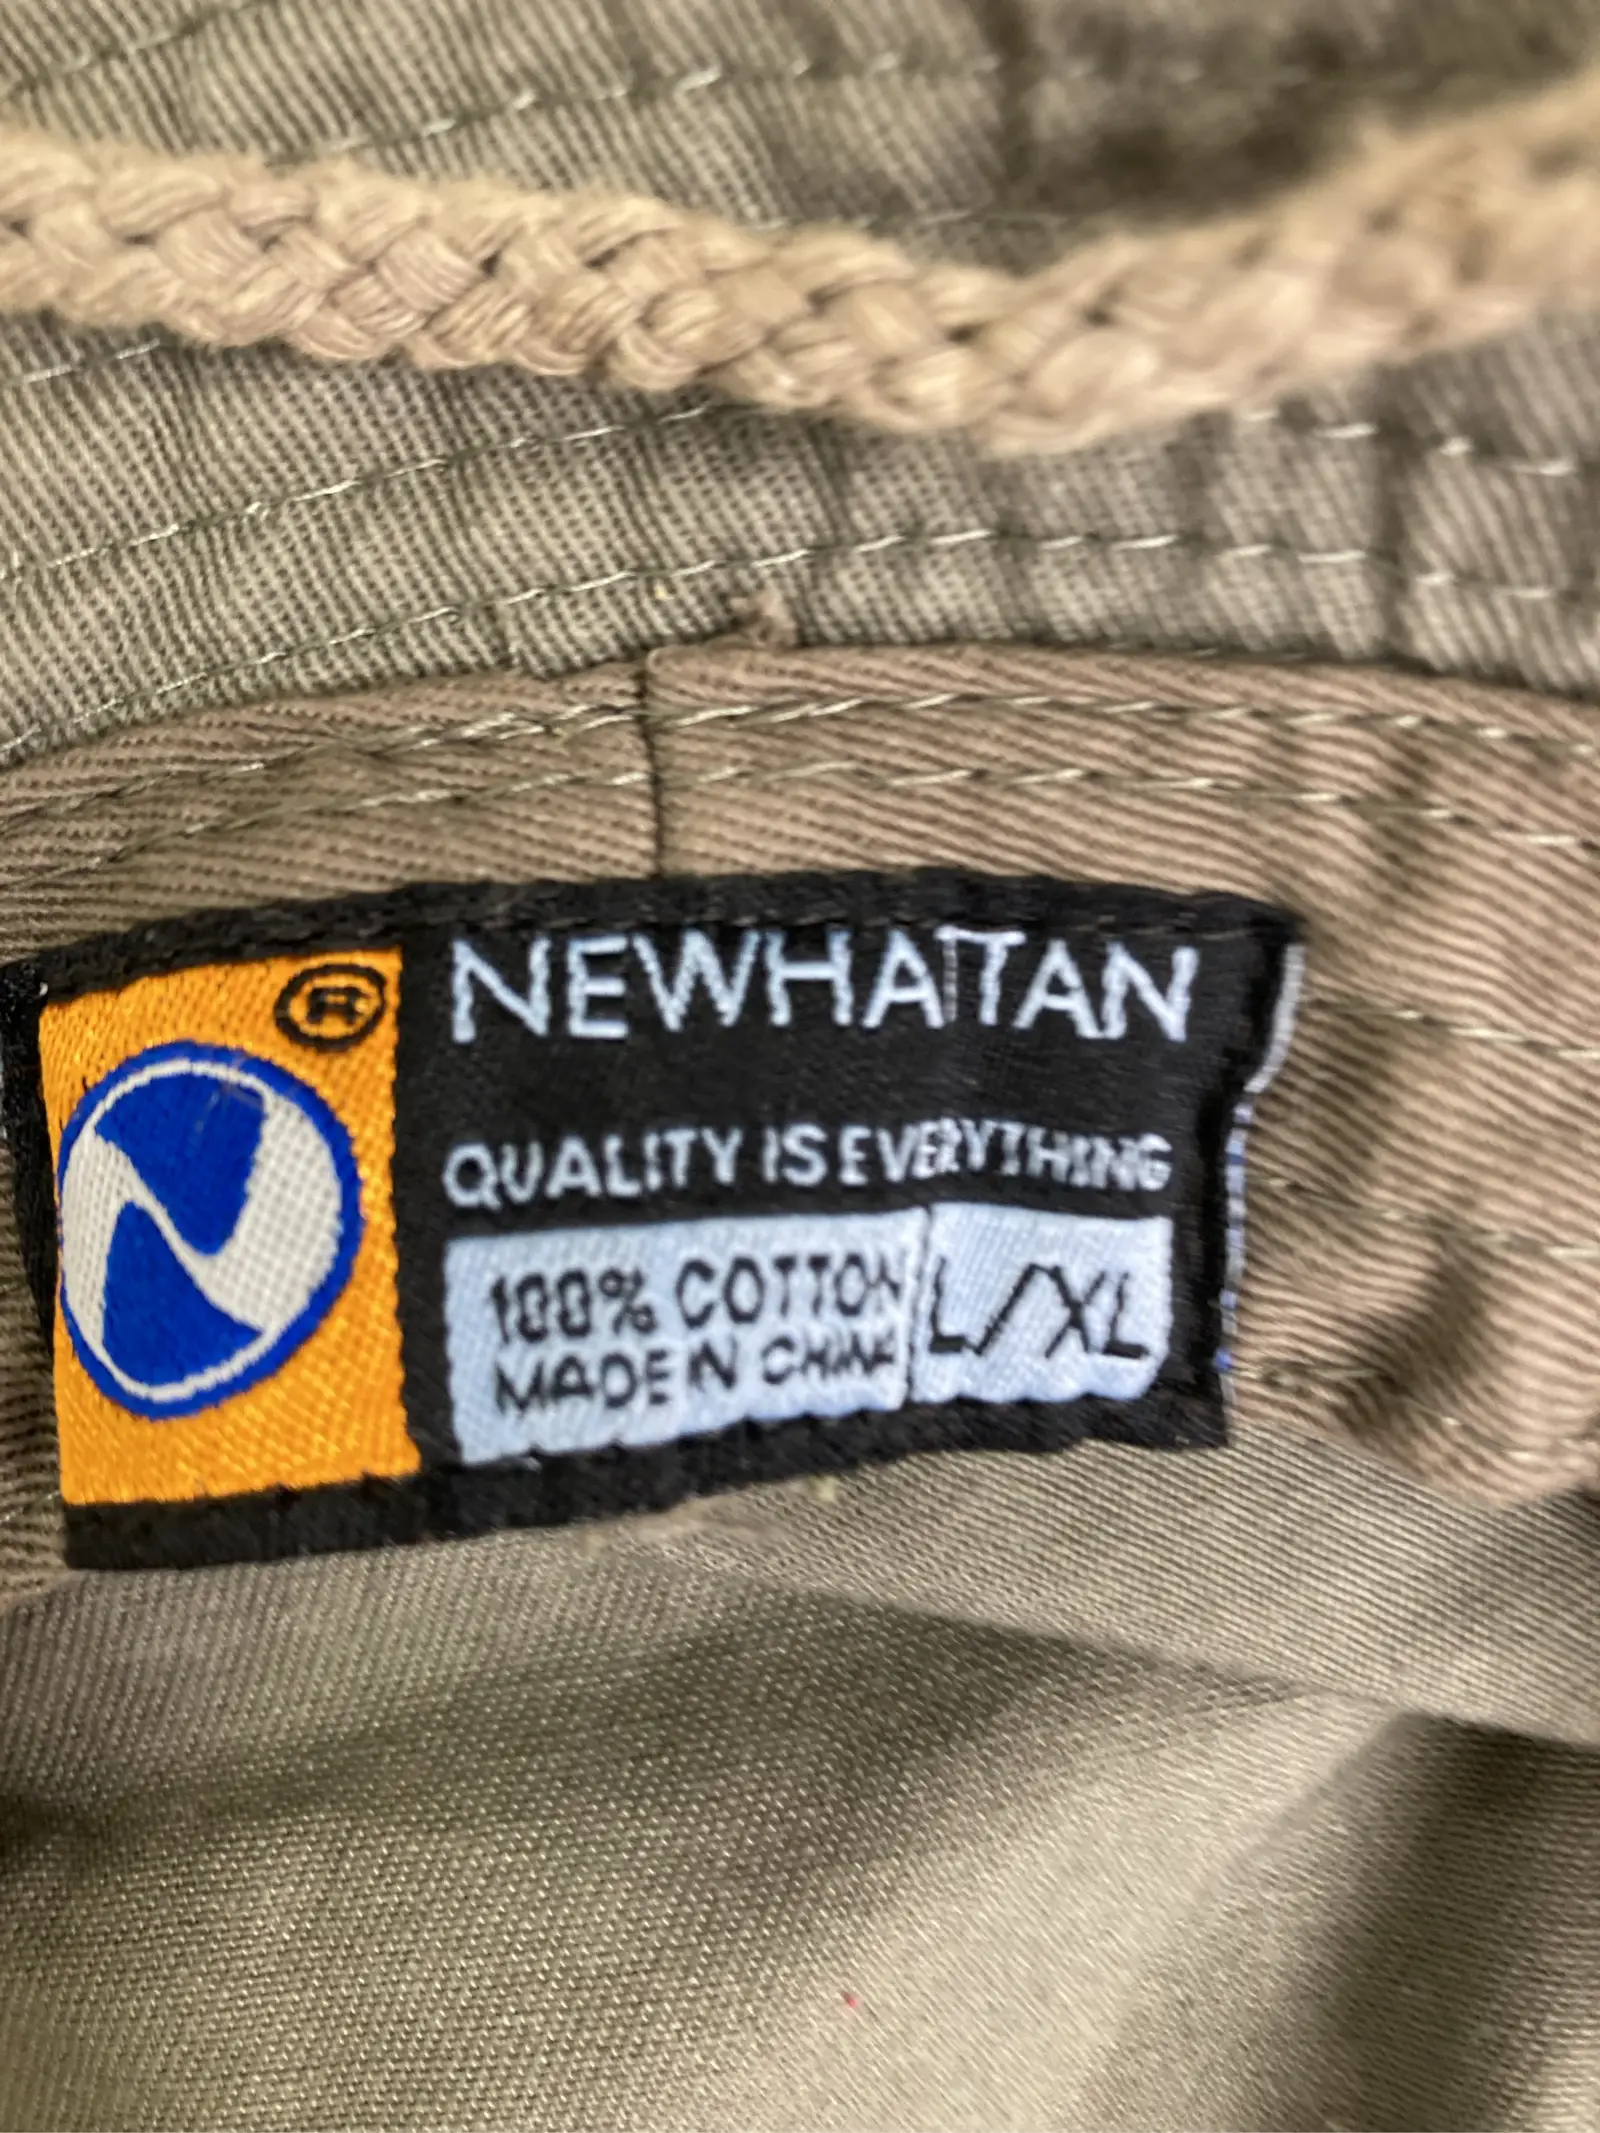 ®
NEWHATTAN
QUALITY IS EVERYTHING
100% COTTON
MADE IN CHINA
L/XL